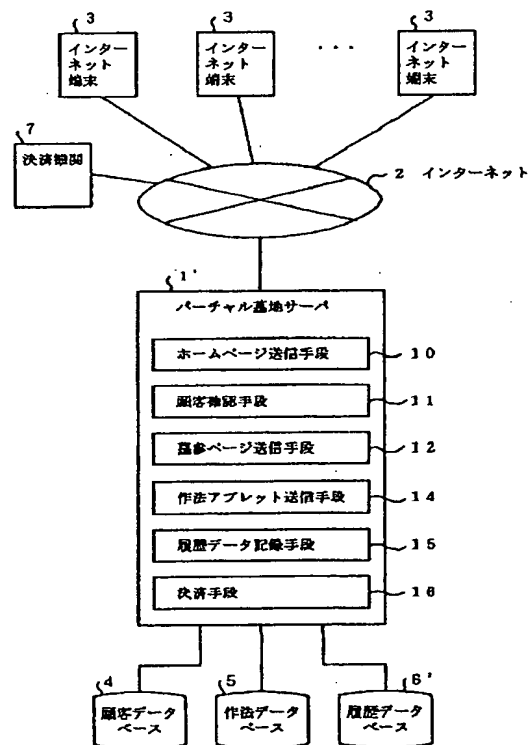 3
3
3
インター
ネット
端末
インター
ネット
端末
・・・
インター
ネット
端末
7
決済機関
2 インターネット
1'
バーチャル墓地サーバ
ホームページ送信手段
10
顧客確認手段
11
墓参ページ送信手段
12
作法アプレット送信手段
14
履歴データ記録手段
15
決済手段
16
4
顧客データ
ベース
5
作法データ
ベース
6'
履歴データ
ベース